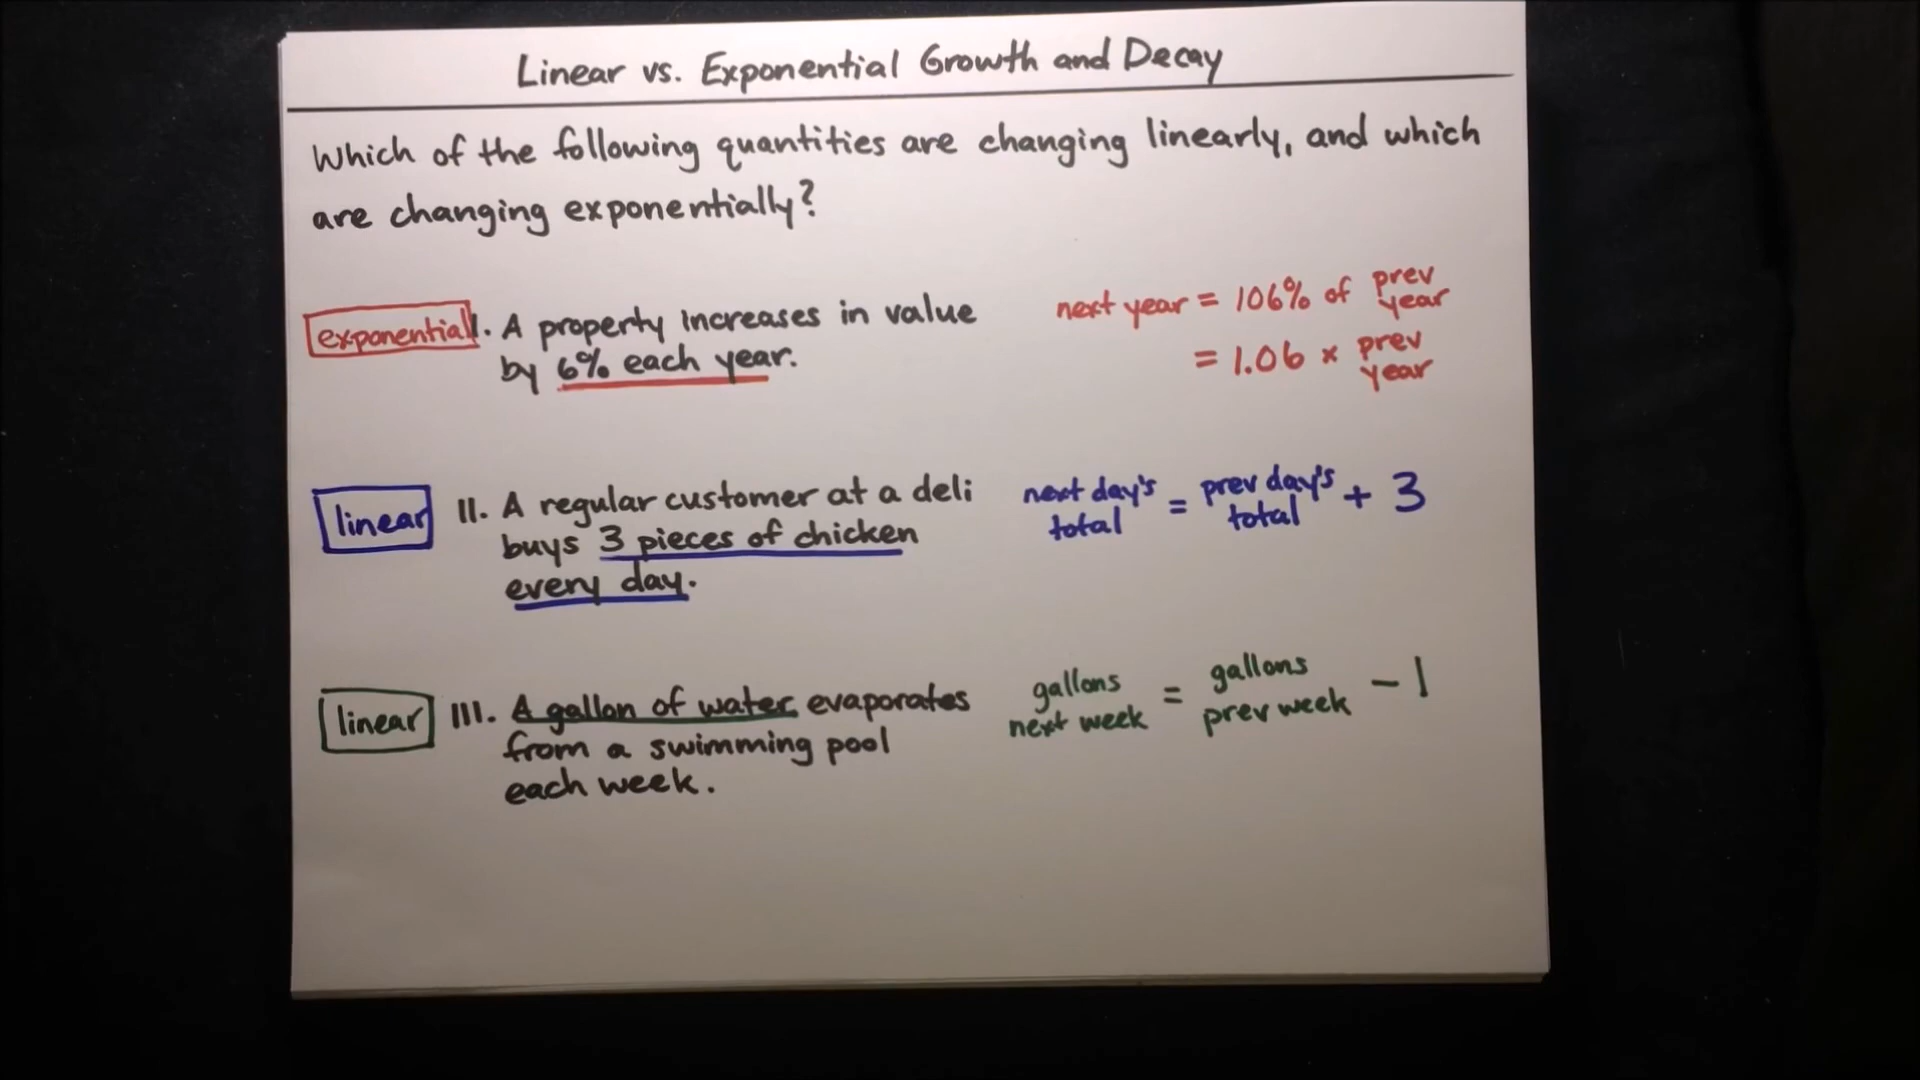 Linear vs. Exponential Growth and Decay
Which of the following quantities are changing linearly, and which
are changing exponentially?
exponential I. A property increases in value
by 6% each year.
next year = 106% of prev year
= 1.06 × prev year
linear II. A regular customer at a deli
buys 3 pieces of chicken
every day.
next day's total = prev day's total + 3
linear III. A gallon of water evaporates
from a swimming pool
each week.
gallons next week = gallons prev week - 1